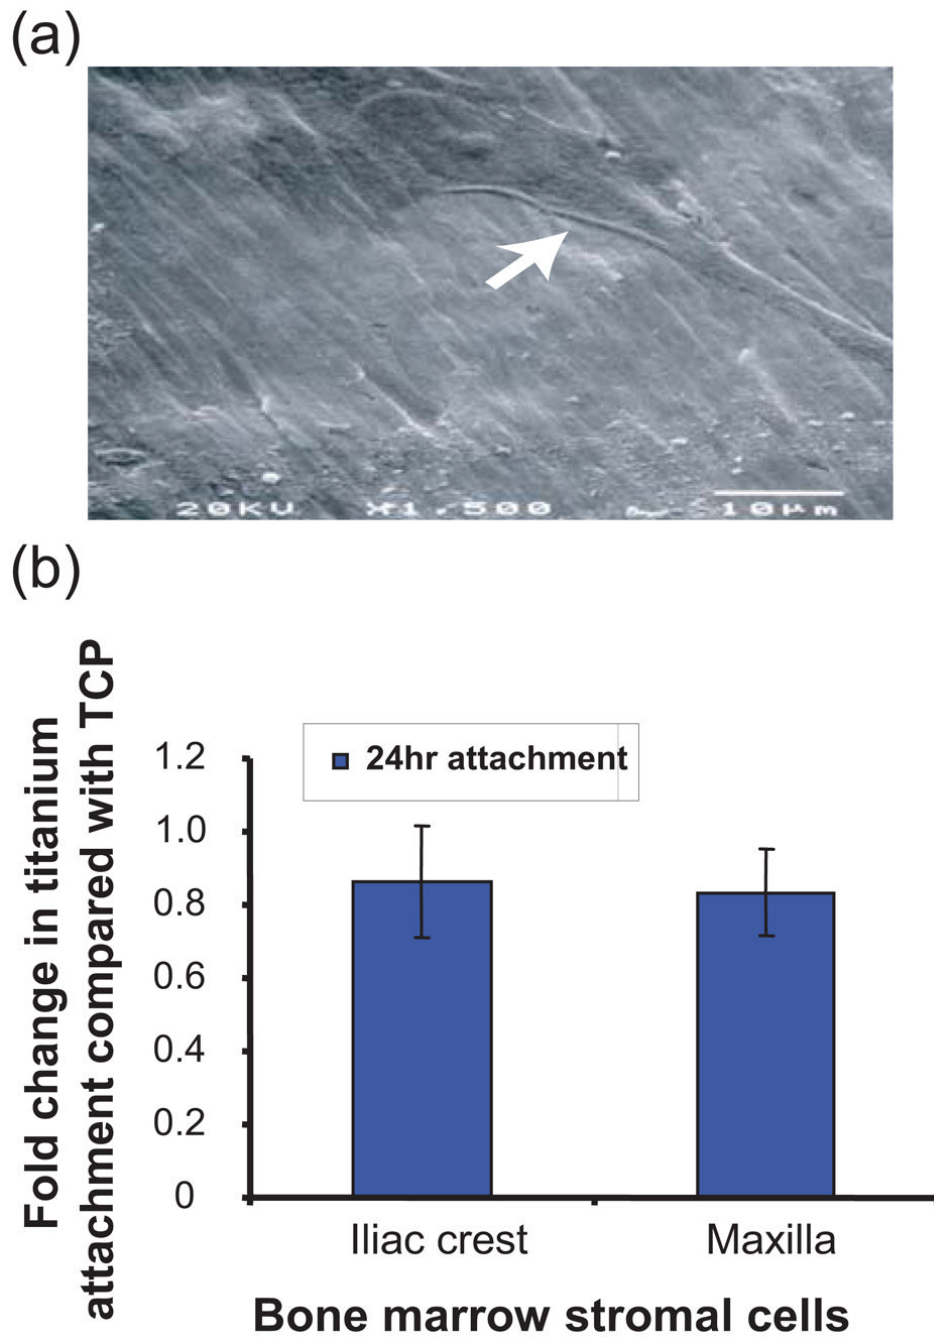 (a)
20KU X1,500 10µm
(b)
Fold change in titanium
attachment compared with TCP
24hr attachment
1.2
1.0
0.8
0.6
0.4
0.2
0
Iliac crest
Maxilla
Bone marrow stromal cells